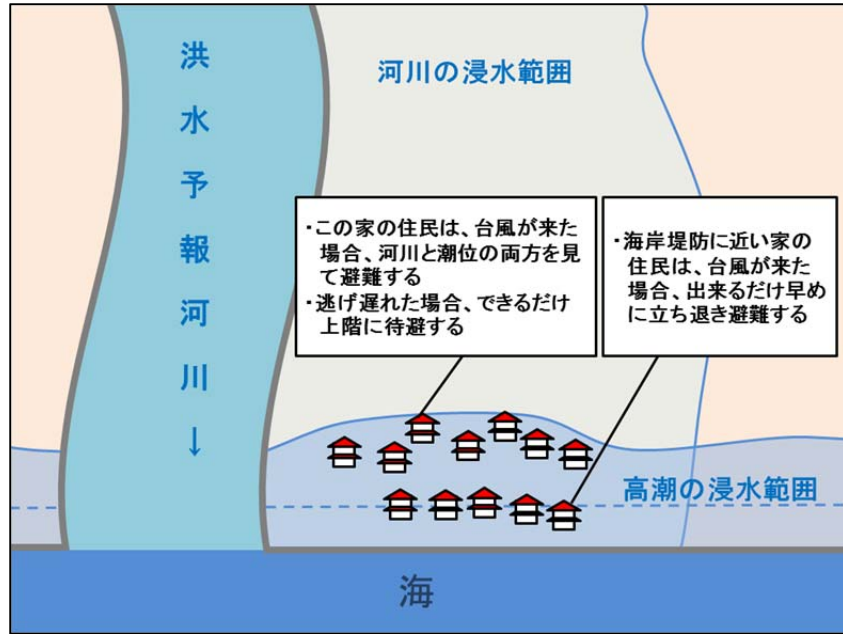 洪水予報河川↓
河川の浸水範囲
・この家の住民は、台風が来た
場合、河川と潮位の両方を見
て避難する
・逃げ遅れた場合、できるだけ
上階に待避する
・海岸堤防に近い家の
住民は、台風が来た
場合、出来るだけ早め
に立ち退き避難する
高潮の浸水範囲
海